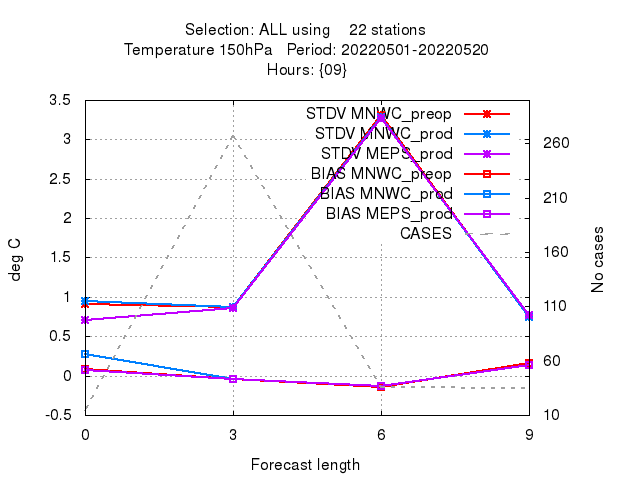 Selection: ALL using    22 stations
Temperature 150hPa   Period: 20220501-20220520
Hours: {09}
STDV MNWC_preop
STDV MNWC_prod
STDV MEPS_prod
BIAS MNWC_preop
BIAS MNWC_prod
BIAS MEPS_prod
CASES
deg C
3.5
3
2.5
2
1.5
1
0.5
0
-0.5
No cases
260
210
160
110
60
10
0 3 6 9
Forecast length